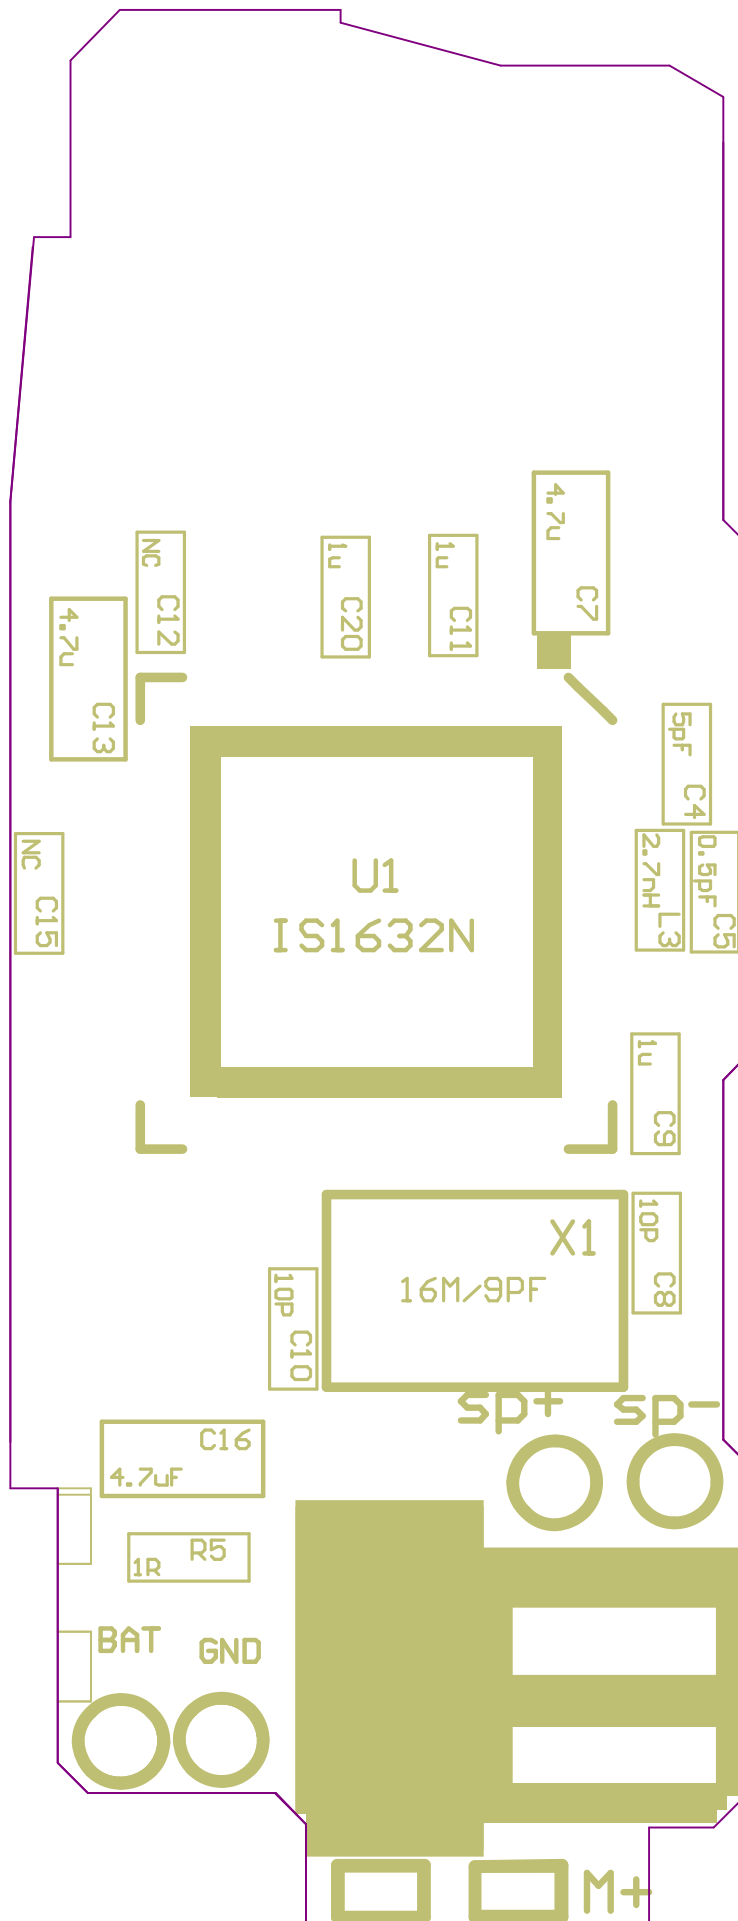 4.7u
C7
NC
C12
1u
C20
1u
C11
4.7u
C13
5pF
C4
NC
C15
U1
IS1632N
2.7nH
L3
0.5pF
C5
1u
C9
X1
16M/9PF
10P
C8
10P
C10
sp+
sp-
C16
4.7uF
R5
1R
BAT
GND
M+